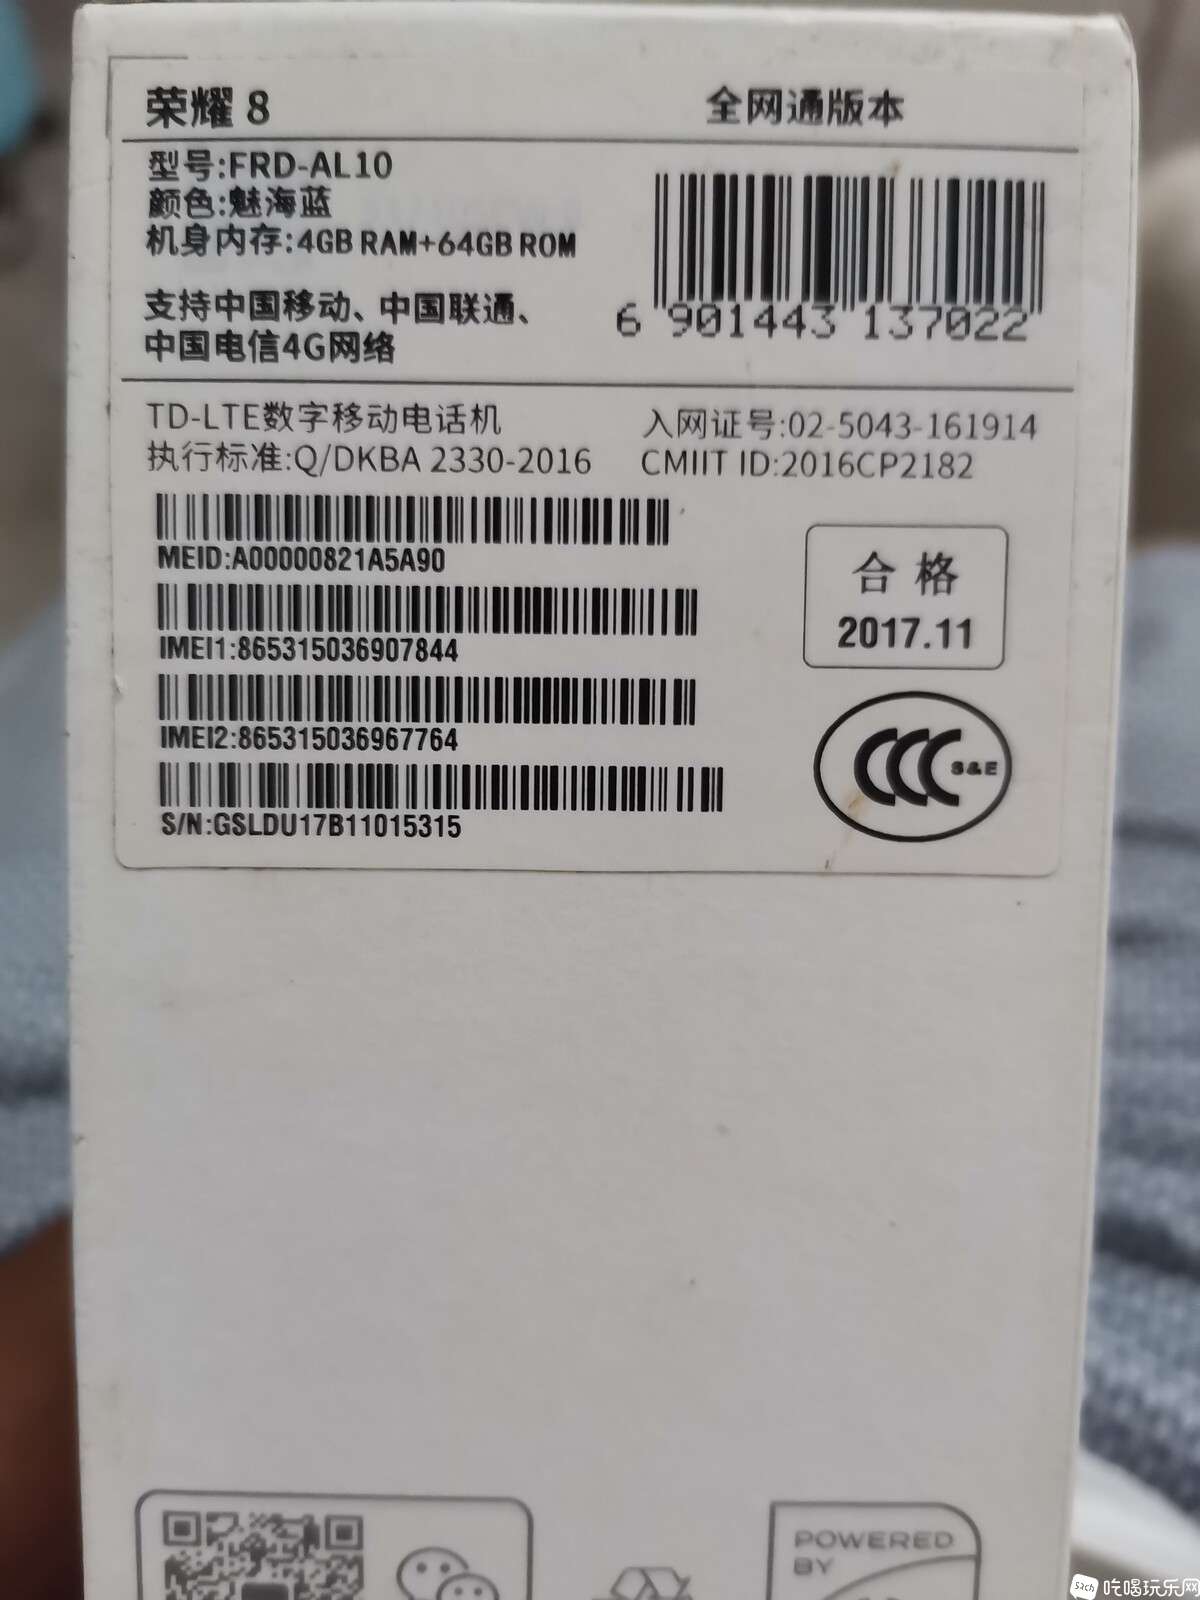 荣耀 8
全网通版本
型号:FRD-AL10
颜色:魅海蓝
机身内存:4GB RAM+64GB ROM
支持中国移动、中国联通、
中国电信4G网络
6 901443 137022
TD-LTE数字移动电话机
执行标准:Q/DKBA 2330-2016
入网证号:02-5043-161914
CMIIT ID:2016CP2182
MEID:A00000821A5A90
IMEI1:865315036907844
IMEI2:865315036967764
S/N:GSLDU17B11015315
合格
2017.11
CCC S&E
POWERED
BY
52ch 吃喝玩乐网